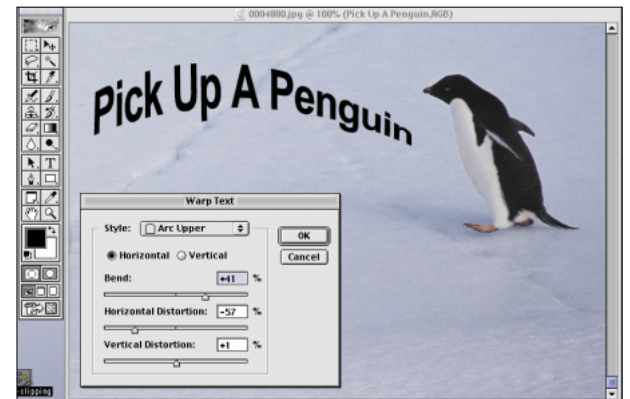 0004800.jpg @ 100% (Pick Up A Penguin,RGB)
Pick Up A Penguin
Warp Text
Style: Arc Upper
OK
Horizontal Vertical
Cancel
Bend: +41 %
Horizontal Distortion: -57 %
Vertical Distortion: +1 %
clipping